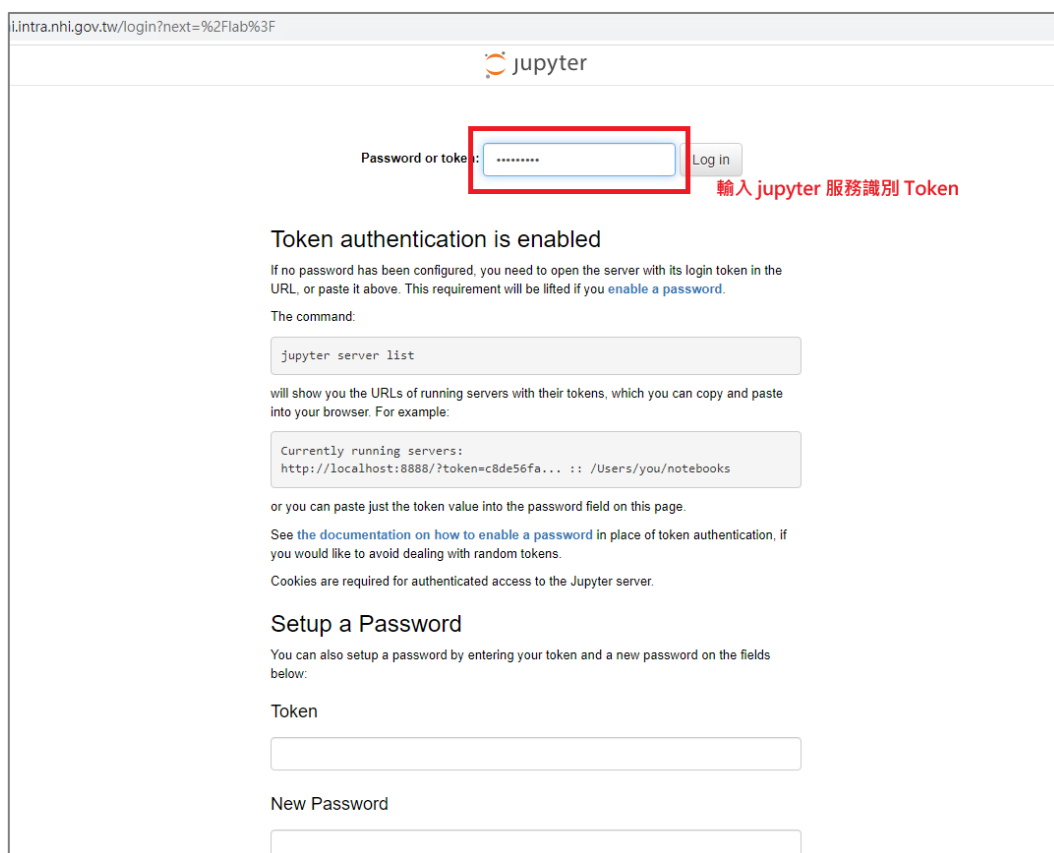 i.intra.nhi.gov.tw/login?next=%2Flab%3F
jupyter
Password or token: ········· Log in
輸入 jupyter 服務識別 Token
Token authentication is enabled
If no password has been configured, you need to open the server with its login token in the
URL, or paste it above. This requirement will be lifted if you enable a password.
The command:
jupyter server list
will show you the URLs of running servers with their tokens, which you can copy and paste
into your browser. For example:
Currently running servers:
http://localhost:8888/?token=c8de56fa... :: /Users/you/notebooks
or you can paste just the token value into the password field on this page.
See the documentation on how to enable a password in place of token authentication, if
you would like to avoid dealing with random tokens.
Cookies are required for authenticated access to the Jupyter server.
Setup a Password
You can also setup a password by entering your token and a new password on the fields
below:
Token
New Password